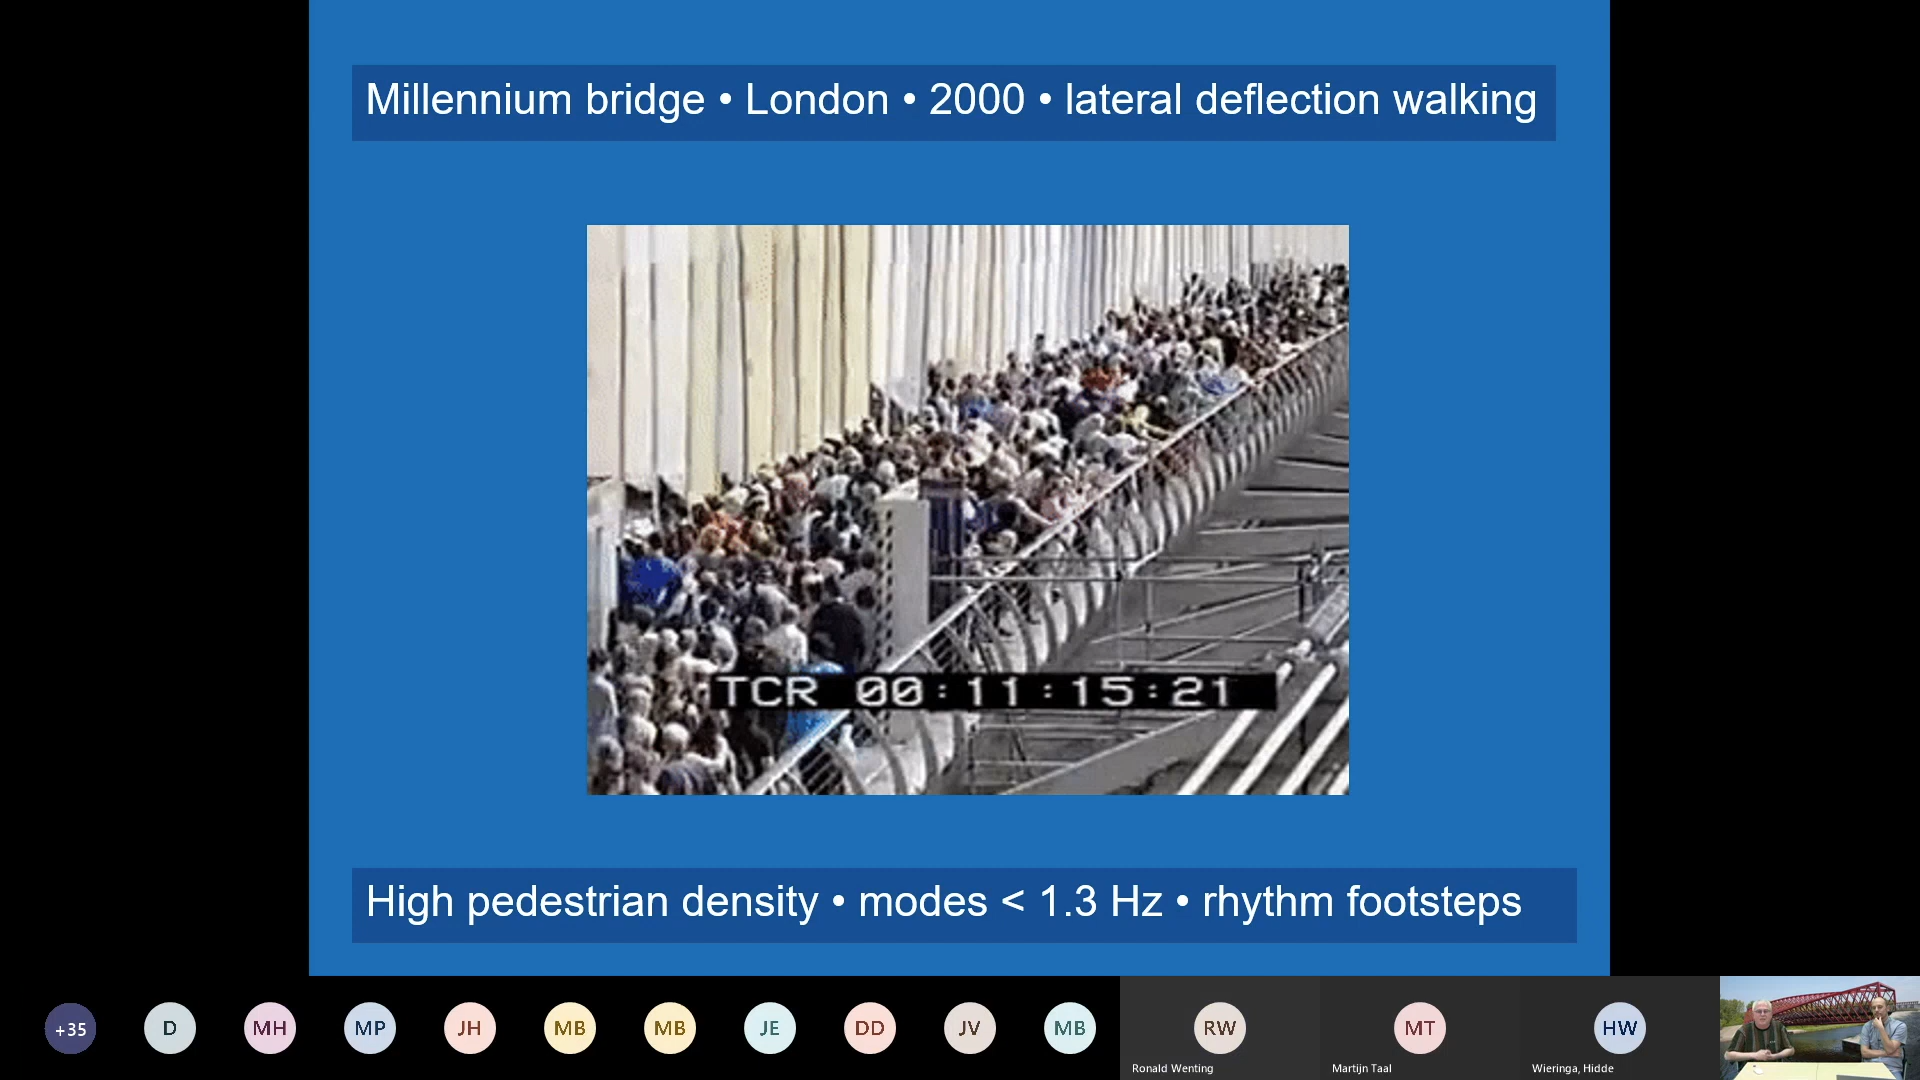 Millennium bridge • London • 2000 • lateral deflection walking
TCR 00:11:15:21
High pedestrian density • modes < 1.3 Hz • rhythm footsteps
+35
D
MH
MP
JH
MB
MB
JE
DD
JV
MB
RW
MT
HW
Ronald Wenting
Martijn Taal
Wieringa, Hidde